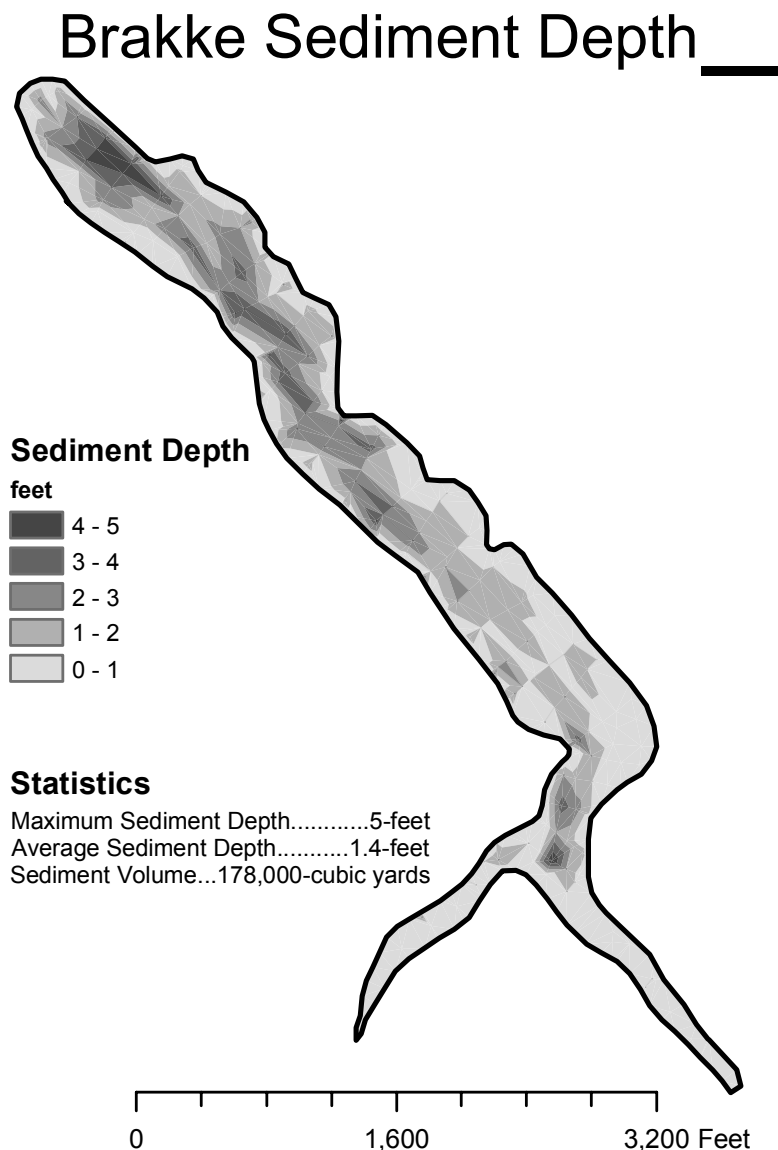 Brakke Sediment Depth
Sediment Depth
feet
4 - 5
3 - 4
2 - 3
1 - 2
0 - 1
Statistics
Maximum Sediment Depth............5-feet
Average Sediment Depth..........1.4-feet
Sediment Volume...178,000-cubic yards
0 1,600 3,200 Feet